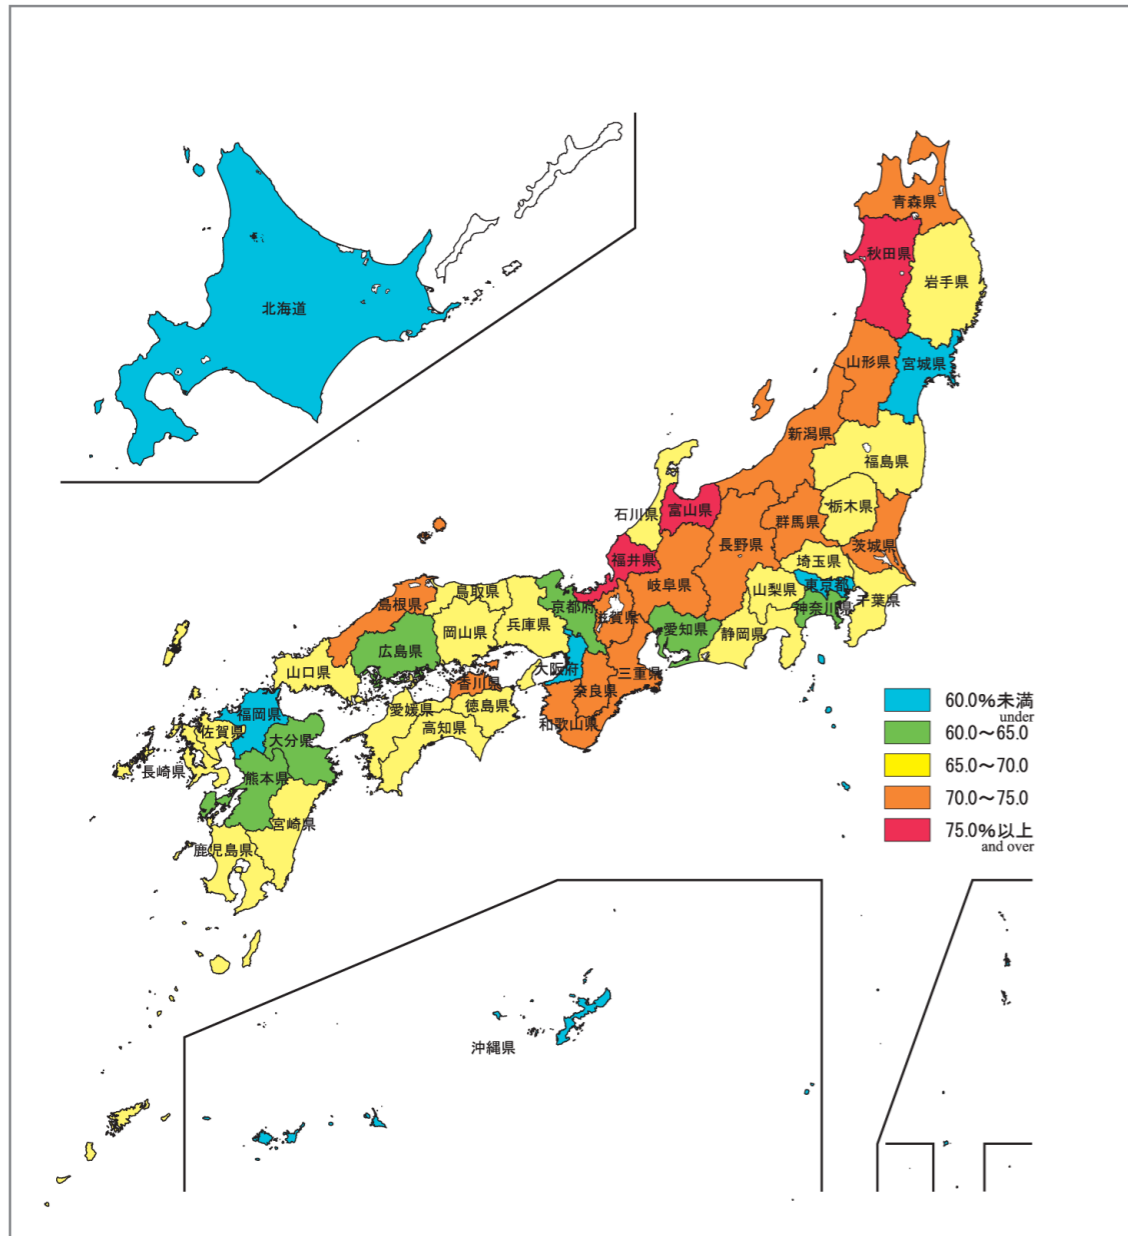 北海道
青森県
秋田県
岩手県
山形県
宮城県
新潟県
福島県
石川県
富山県
栃木県
群馬県
長野県
茨城県
福井県
埼玉県
岐阜県
山梨県
東京都
千葉県
神奈川県
鳥取県
島根県
京都府
滋賀県
兵庫県
岡山県
愛知県
静岡県
広島県
山口県
大阪府
三重県
香川県
奈良県
徳島県
愛媛県
和歌山県
高知県
福岡県
佐賀県
大分県
長崎県
熊本県
宮崎県
鹿児島県
沖縄県
60.0%未満
under
60.0~65.0
65.0~70.0
70.0~75.0
75.0%以上
and over